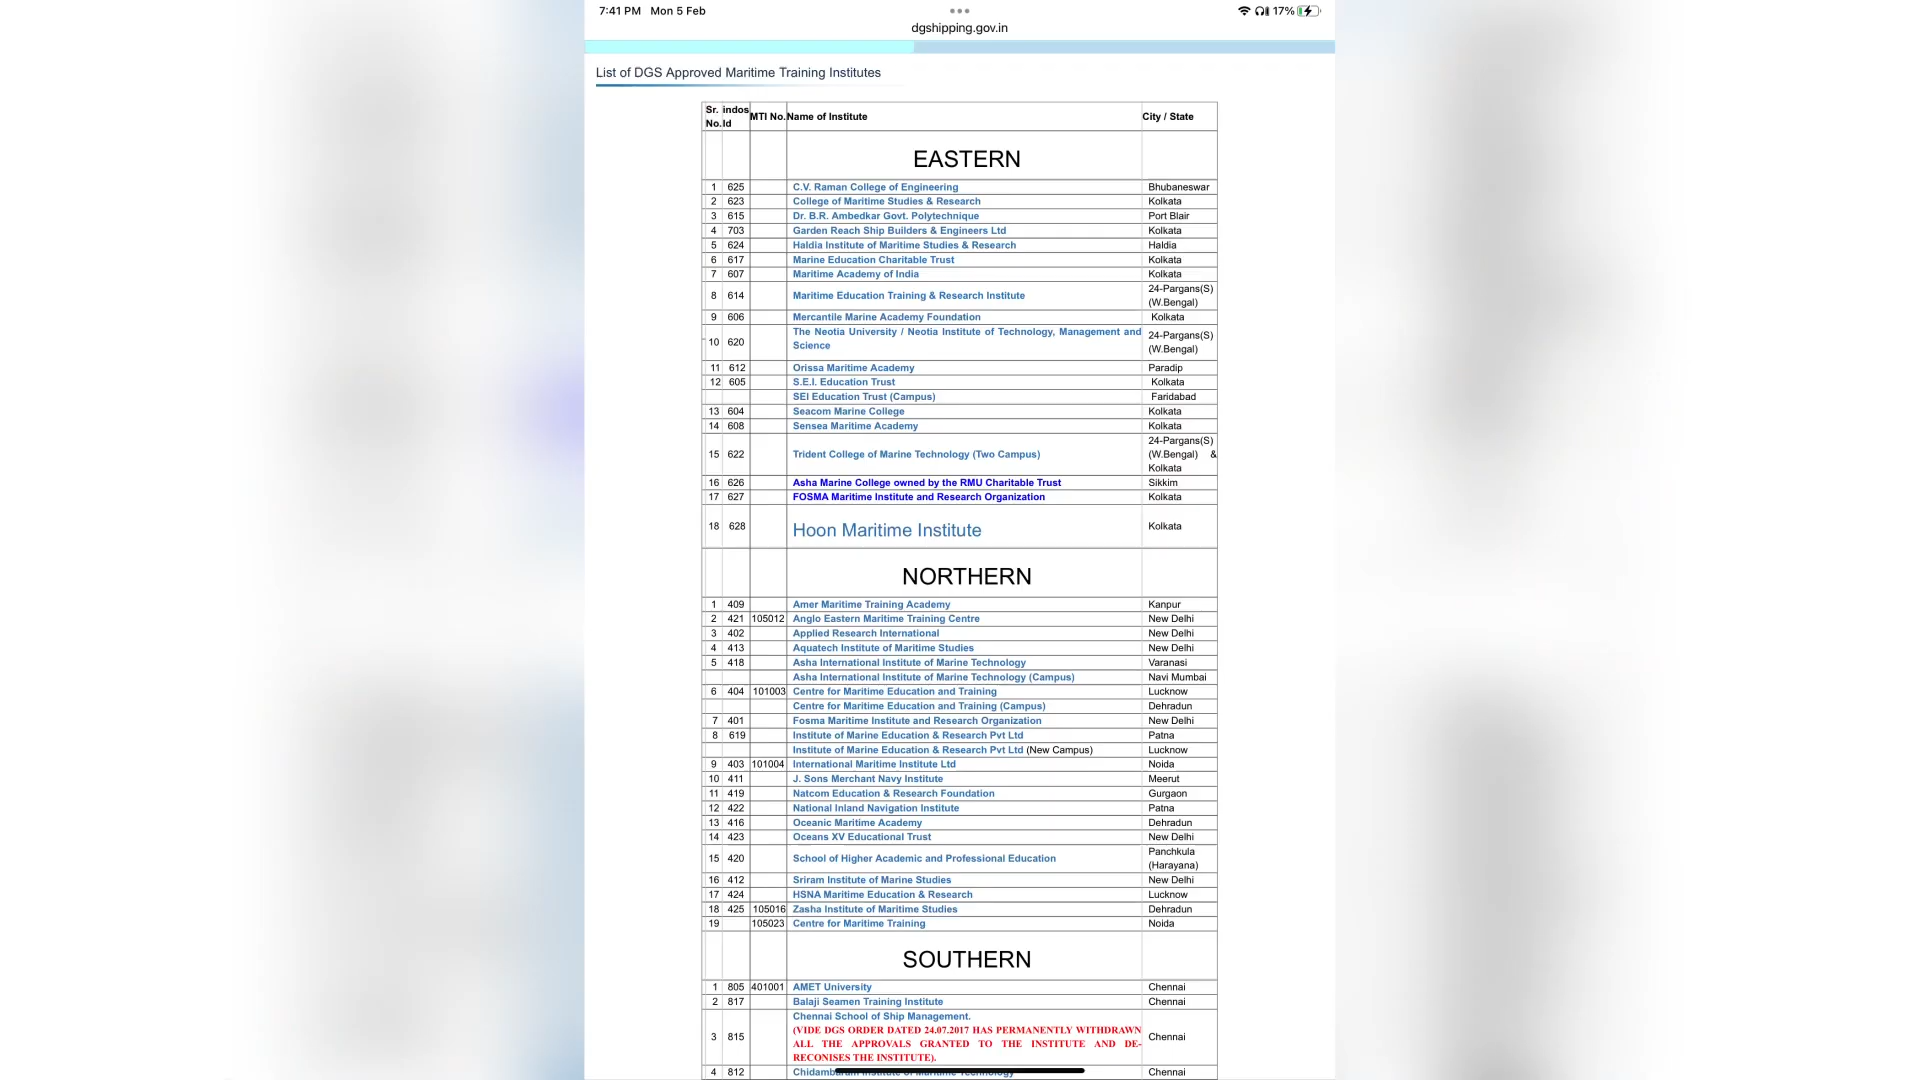 7:41 PM Mon 5 Feb
17%
dgshipping.gov.in
List of DGS Approved Maritime Training Institutes
Sr. No. indos Id MTI No. Name of Institute City / State
EASTERN
1 625 C.V. Raman College of Engineering Bhubaneswar
2 623 College of Maritime Studies & Research Kolkata
3 615 Dr. B.R. Ambedkar Govt. Polytechnique Port Blair
4 703 Garden Reach Ship Builders & Engineers Ltd Kolkata
5 624 Haldia Institute of Maritime Studies & Research Haldia
6 617 Marine Education Charitable Trust Kolkata
7 607 Maritime Academy of India Kolkata
8 614 Maritime Education Training & Research Institute 24-Pargans(S) (W.Bengal)
9 606 Mercantile Marine Academy Foundation Kolkata
10 620 The Neotia University / Neotia Institute of Technology, Management and Science 24-Pargans(S) (W.Bengal)
11 612 Orissa Maritime Academy Paradip
12 605 S.E.I. Education Trust Kolkata
SEI Education Trust (Campus) Faridabad
13 604 Seacom Marine College Kolkata
14 608 Sensea Maritime Academy Kolkata
15 622 Trident College of Marine Technology (Two Campus) 24-Pargans(S) (W.Bengal) & Kolkata
16 626 Asha Marine College owned by the RMU Charitable Trust Sikkim
17 627 FOSMA Maritime Institute and Research Organization Kolkata
18 628 Hoon Maritime Institute Kolkata
NORTHERN
1 409 Amer Maritime Training Academy Kanpur
2 421 105012 Anglo Eastern Maritime Training Centre New Delhi
3 402 Applied Research International New Delhi
4 413 Aquatech Institute of Maritime Studies New Delhi
5 418 Asha International Institute of Marine Technology Varanasi
Asha International Institute of Marine Technology (Campus) Navi Mumbai
6 404 101003 Centre for Maritime Education and Training Lucknow
Centre for Maritime Education and Training (Campus) Dehradun
7 401 Fosma Maritime Institute and Research Organization New Delhi
8 619 Institute of Marine Education & Research Pvt Ltd Patna
Institute of Marine Education & Research Pvt Ltd (New Campus) Lucknow
9 403 101004 International Maritime Institute Ltd Noida
10 411 J. Sons Merchant Navy Institute Meerut
11 419 Natcom Education & Research Foundation Gurgaon
12 422 National Inland Navigation Institute Patna
13 416 Oceanic Maritime Academy Dehradun
14 423 Oceans XV Educational Trust New Delhi
15 420 School of Higher Academic and Professional Education Panchkula (Harayana)
16 412 Sriram Institute of Marine Studies New Delhi
17 424 HSNA Maritime Education & Research Lucknow
18 425 105016 Zasha Institute of Maritime Studies Dehradun
19 105023 Centre for Maritime Training Noida
SOUTHERN
1 805 401001 AMET University Chennai
2 817 Balaji Seamen Training Institute Chennai
3 815 Chennai School of Ship Management. Chennai
(VIDE DGS ORDER DATED 24.07.2017 HAS PERMANENTLY WITHDRAWN
ALL THE APPROVALS GRANTED TO THE INSTITUTE AND DE-
RECONISES THE INSTITUTE).
4 812 Chidambaram Institute of Maritime Technology Chennai